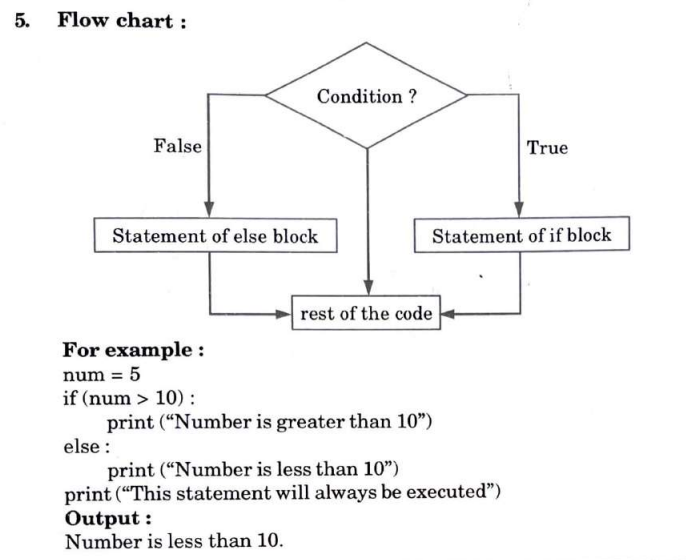 5. Flow chart :
Condition ?
False
True
Statement of else block
Statement of if block
rest of the code
For example :
num = 5
if (num > 10) :
print (“Number is greater than 10”)
else :
print (“Number is less than 10”)
print (“This statement will always be executed”)
Output :
Number is less than 10.